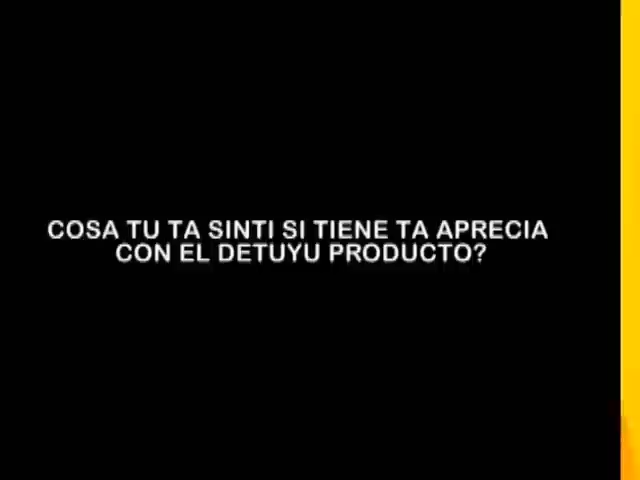 COSA TU TA SINTI SI TIENE TA APRECIA
CON EL DETUYU PRODUCTO?